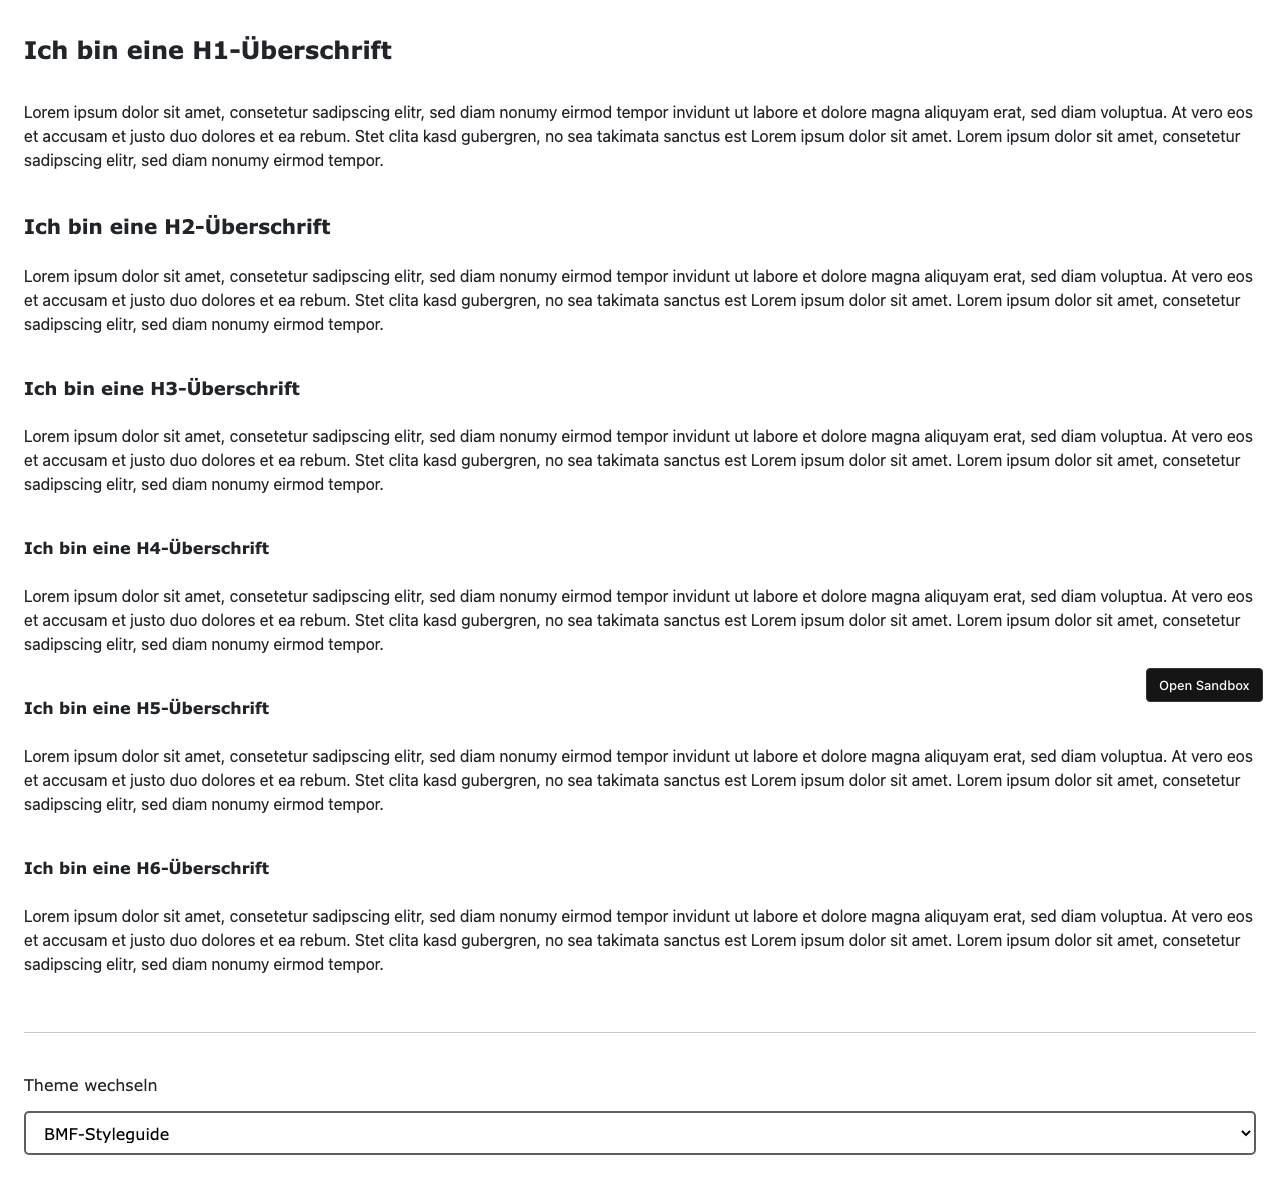 Ich bin eine H1-Überschrift
Lorem ipsum dolor sit amet, consetetur sadipscing elitr, sed diam nonumy eirmod tempor invidunt ut labore et dolore magna aliquyam erat, sed diam voluptua. At vero eos
et accusam et justo duo dolores et ea rebum. Stet clita kasd gubergren, no sea takimata sanctus est Lorem ipsum dolor sit amet. Lorem ipsum dolor sit amet, consetetur
sadipscing elitr, sed diam nonumy eirmod tempor.
Ich bin eine H2-Überschrift
Lorem ipsum dolor sit amet, consetetur sadipscing elitr, sed diam nonumy eirmod tempor invidunt ut labore et dolore magna aliquyam erat, sed diam voluptua. At vero eos
et accusam et justo duo dolores et ea rebum. Stet clita kasd gubergren, no sea takimata sanctus est Lorem ipsum dolor sit amet. Lorem ipsum dolor sit amet, consetetur
sadipscing elitr, sed diam nonumy eirmod tempor.
Ich bin eine H3-Überschrift
Lorem ipsum dolor sit amet, consetetur sadipscing elitr, sed diam nonumy eirmod tempor invidunt ut labore et dolore magna aliquyam erat, sed diam voluptua. At vero eos
et accusam et justo duo dolores et ea rebum. Stet clita kasd gubergren, no sea takimata sanctus est Lorem ipsum dolor sit amet. Lorem ipsum dolor sit amet, consetetur
sadipscing elitr, sed diam nonumy eirmod tempor.
Ich bin eine H4-Überschrift
Lorem ipsum dolor sit amet, consetetur sadipscing elitr, sed diam nonumy eirmod tempor invidunt ut labore et dolore magna aliquyam erat, sed diam voluptua. At vero eos
et accusam et justo duo dolores et ea rebum. Stet clita kasd gubergren, no sea takimata sanctus est Lorem ipsum dolor sit amet. Lorem ipsum dolor sit amet, consetetur
sadipscing elitr, sed diam nonumy eirmod tempor.
Open Sandbox
Ich bin eine H5-Überschrift
Lorem ipsum dolor sit amet, consetetur sadipscing elitr, sed diam nonumy eirmod tempor invidunt ut labore et dolore magna aliquyam erat, sed diam voluptua. At vero eos
et accusam et justo duo dolores et ea rebum. Stet clita kasd gubergren, no sea takimata sanctus est Lorem ipsum dolor sit amet. Lorem ipsum dolor sit amet, consetetur
sadipscing elitr, sed diam nonumy eirmod tempor.
Ich bin eine H6-Überschrift
Lorem ipsum dolor sit amet, consetetur sadipscing elitr, sed diam nonumy eirmod tempor invidunt ut labore et dolore magna aliquyam erat, sed diam voluptua. At vero eos
et accusam et justo duo dolores et ea rebum. Stet clita kasd gubergren, no sea takimata sanctus est Lorem ipsum dolor sit amet. Lorem ipsum dolor sit amet, consetetur
sadipscing elitr, sed diam nonumy eirmod tempor.
Theme wechseln
BMF-Styleguide